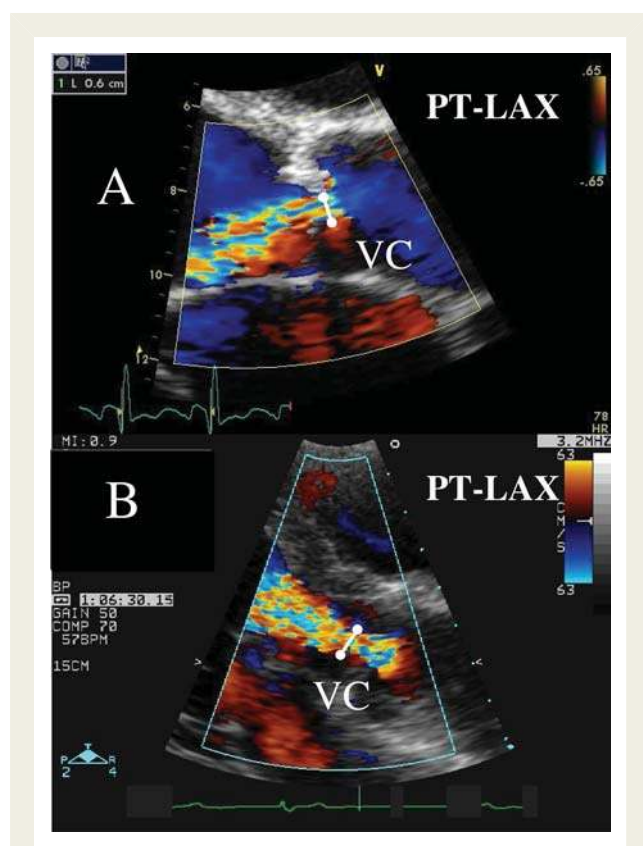 V
.65
1 L 0.6 cm
6
PT-LAX
A
-.65
8
VC
10
12
78
HR
MI:0.9
3.2MHZ
63
B
PT-LAX
C
M
/
S
BP
1:06:30.15
63
GAIN 50
COMP 70
57BPM
15CM
VC
P T R
2 4